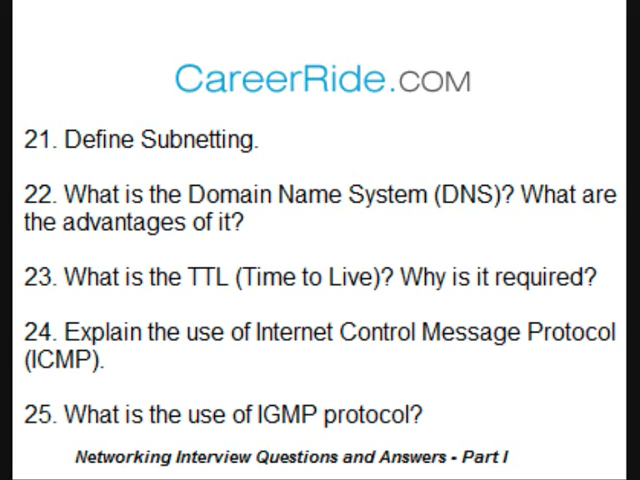 CareerRide.COM
21. Define Subnetting.
22. What is the Domain Name System (DNS)? What are
the advantages of it?
23. What is the TTL (Time to Live)? Why is it required?
24. Explain the use of Internet Control Message Protocol
(ICMP).
25. What is the use of IGMP protocol?
Networking Interview Questions and Answers - Part I